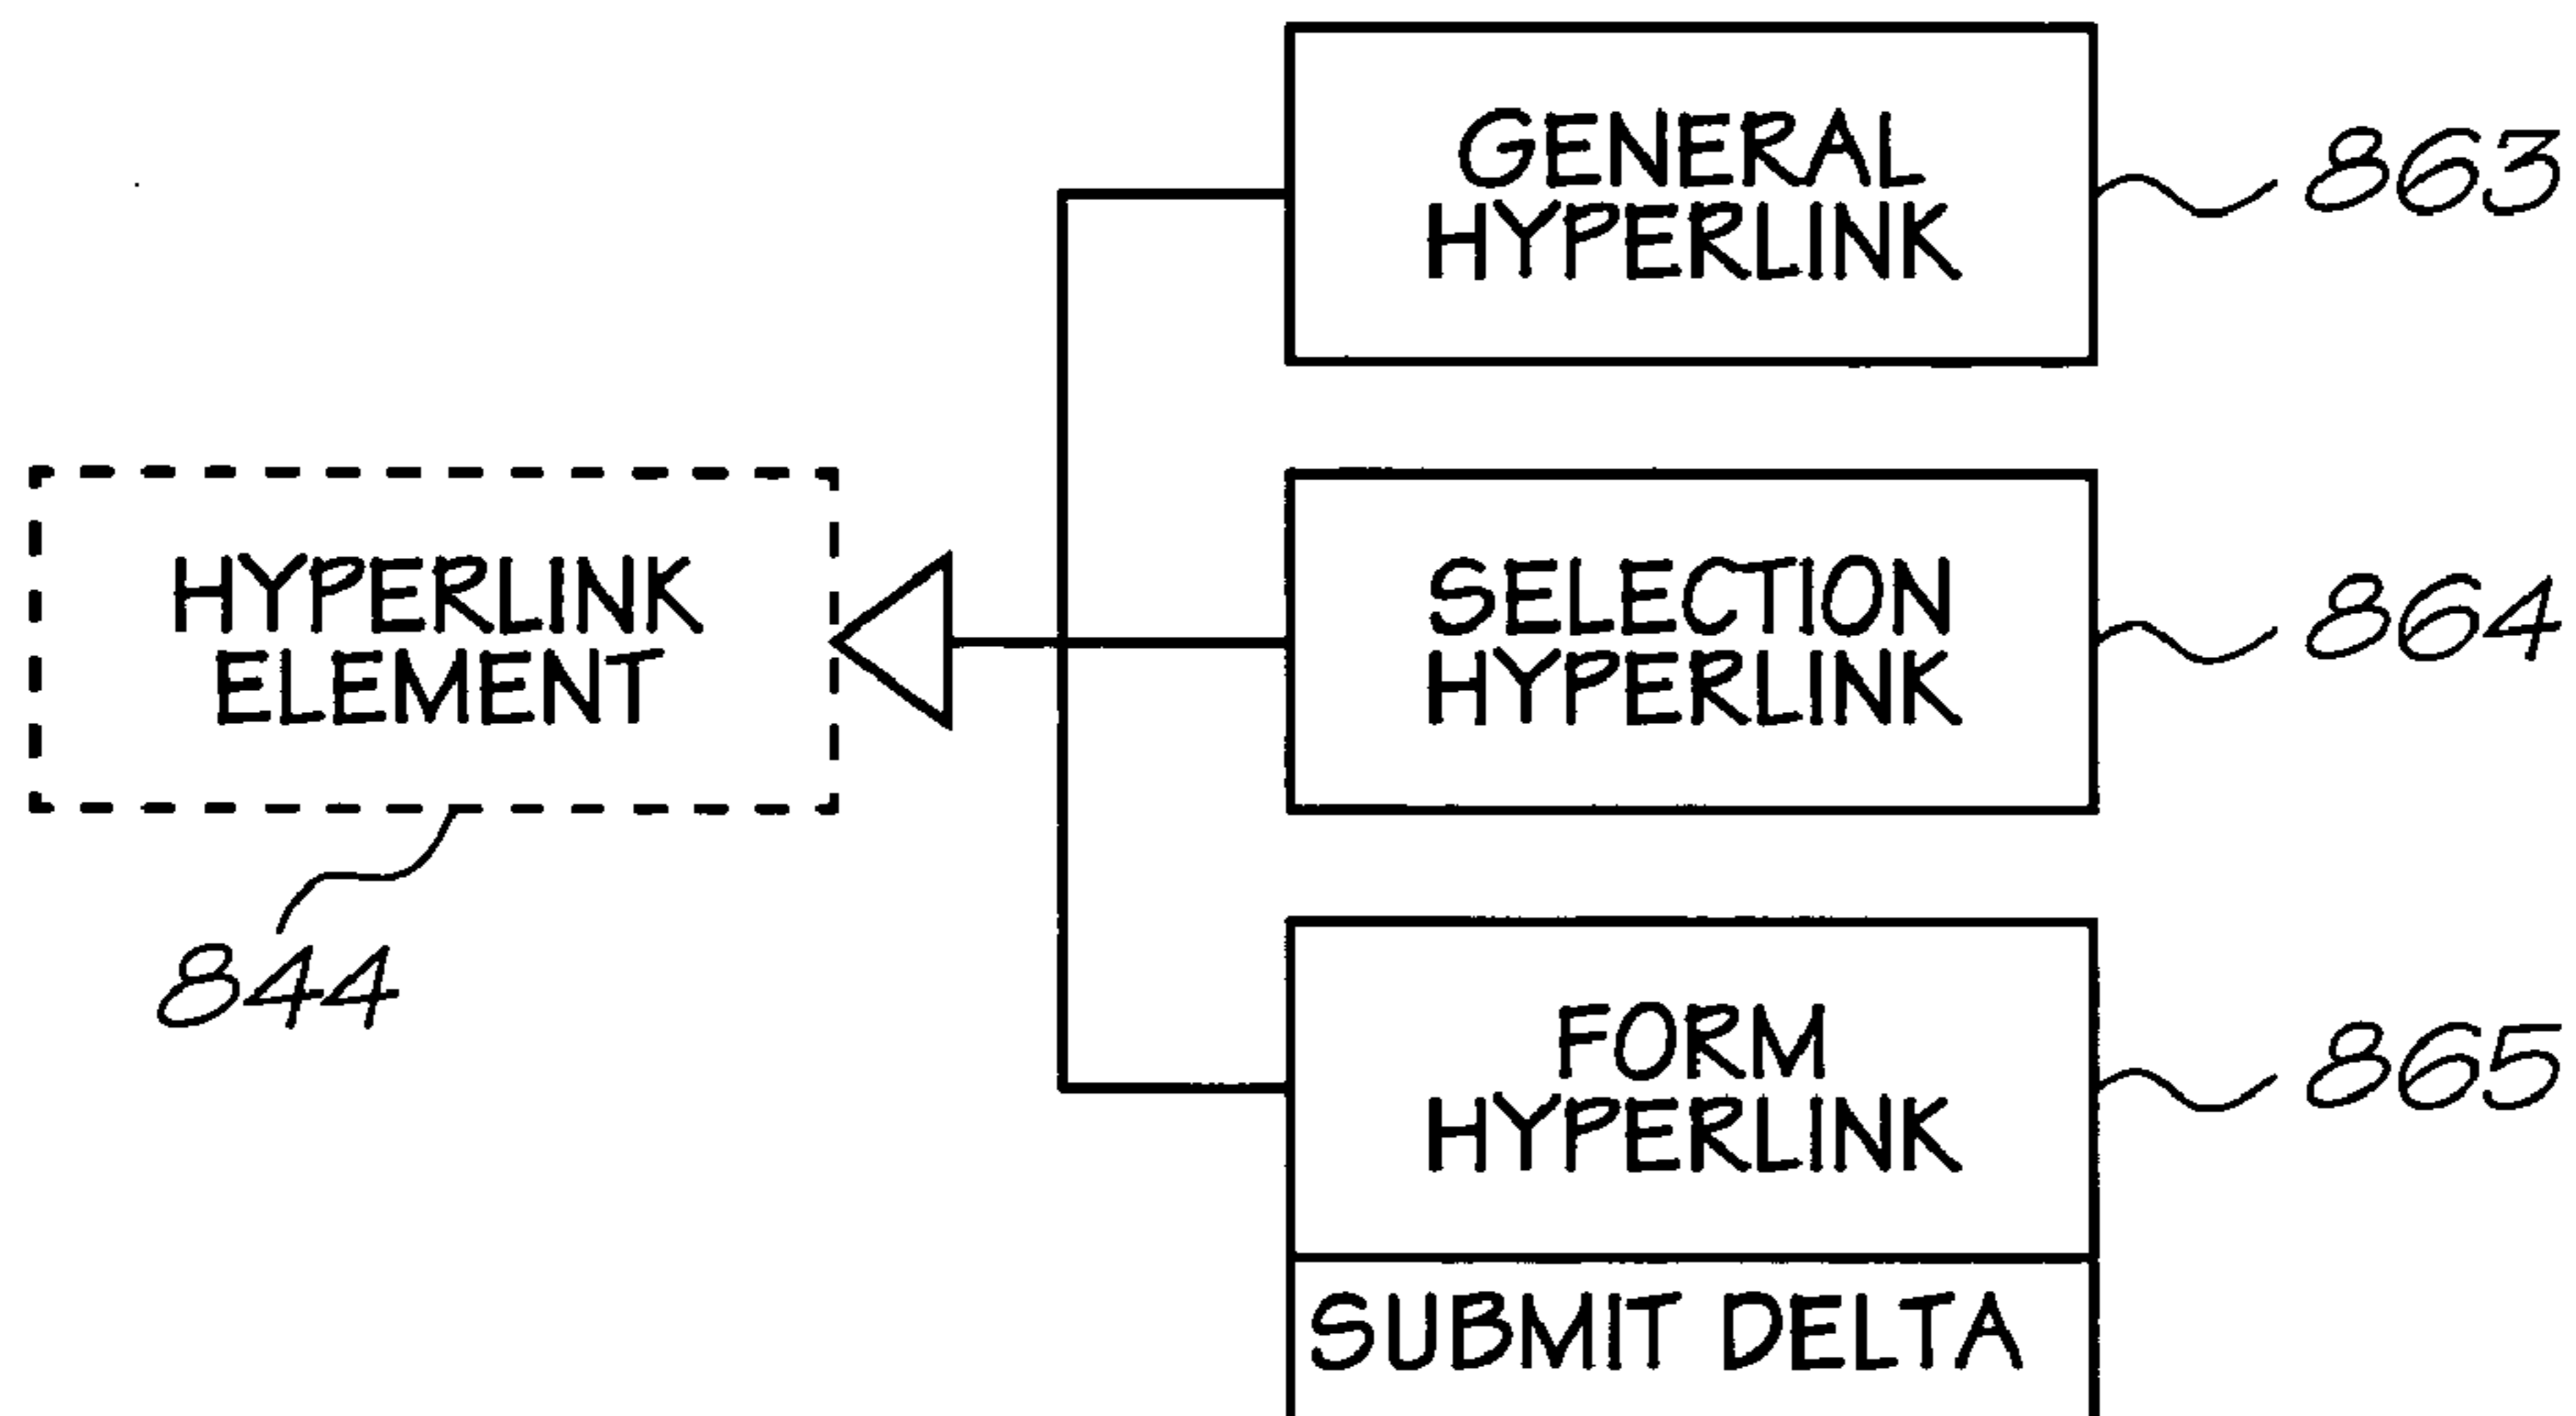 GENERAL
HYPERLINK
863
HYPERLINK
ELEMENT
844
SELECTION
HYPERLINK
864
FORM
HYPERLINK
865
SUBMIT DELTA